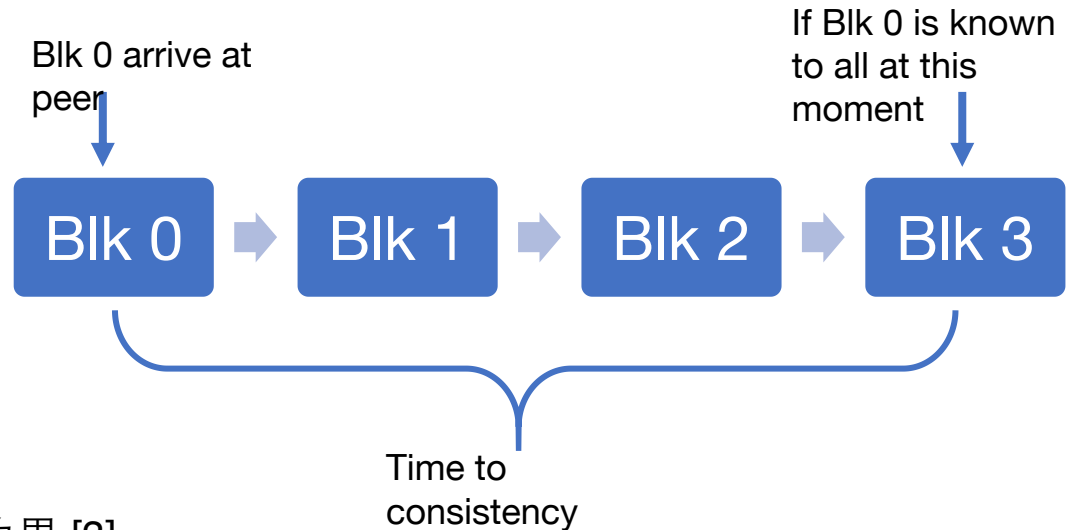 Blk 0 arrive at
peer
If Blk 0 is known
to all at this
moment
Blk 0
Blk 1
Blk 2
Blk 3
Time to
consistency